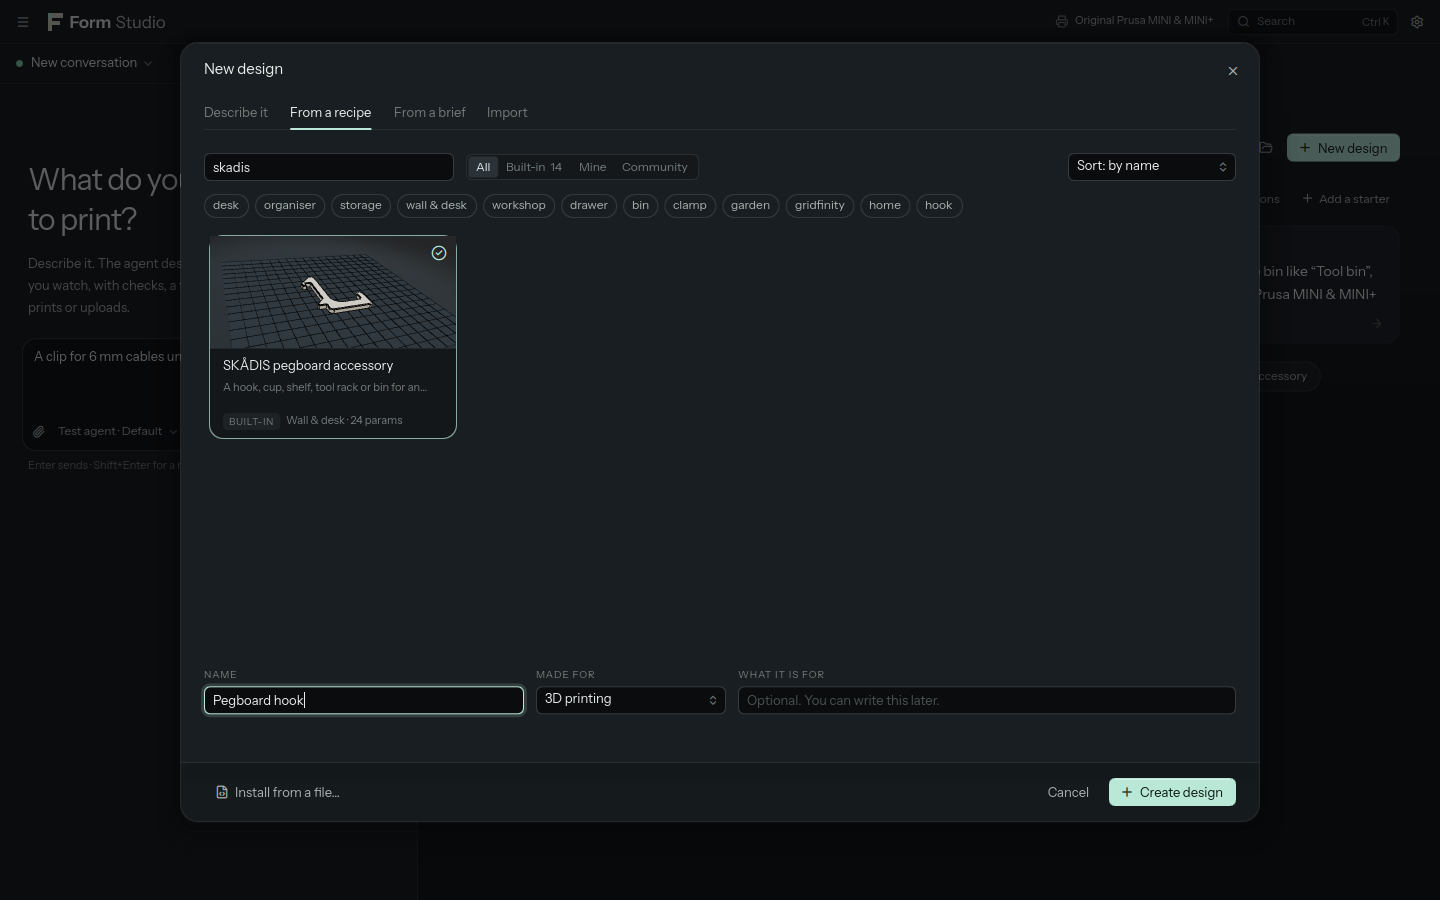 Form Studio
Original Prusa MINI & MINI+
Search
Ctrl K
New conversation
New design
Describe it
From a recipe
From a brief
Import
skadis
All
Built-in 14
Mine
Community
Sort: by name
desk
organiser
storage
wall & desk
workshop
drawer
bin
clamp
garden
gridfinity
home
hook
SKÅDIS pegboard accessory
A hook, cup, shelf, tool rack or bin for an...
BUILT-IN
Wall & desk · 24 params
NAME
MADE FOR
WHAT IT IS FOR
Pegboard hook
3D printing
Optional. You can write this later.
Install from a file...
Cancel
Create design
What do you
to print?
Describe it. The agent des
you watch, with checks, a
prints or uploads.
A clip for 6 mm cables un
Test agent · Default
Enter sends · Shift+Enter for a
New design
ons
Add a starter
bin like “Tool bin”,
Prusa MINI & MINI+
ccessory